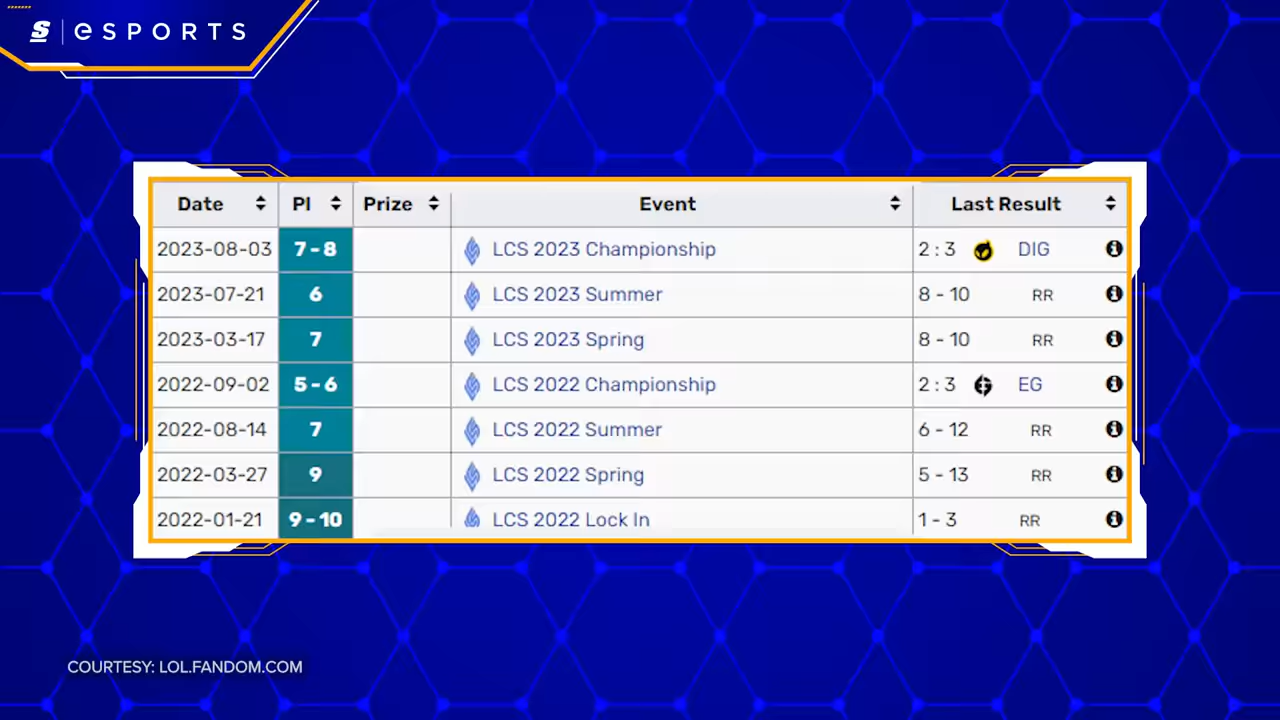 S | eSPORTS
Date Pl Prize Event Last Result
2023-08-03 7 - 8 LCS 2023 Championship 2 : 3 DIG
2023-07-21 6 LCS 2023 Summer 8 - 10 RR
2023-03-17 7 LCS 2023 Spring 8 - 10 RR
2022-09-02 5 - 6 LCS 2022 Championship 2 : 3 EG
2022-08-14 7 LCS 2022 Summer 6 - 12 RR
2022-03-27 9 LCS 2022 Spring 5 - 13 RR
2022-01-21 9 - 10 LCS 2022 Lock In 1 - 3 RR
COURTESY: LOL.FANDOM.COM